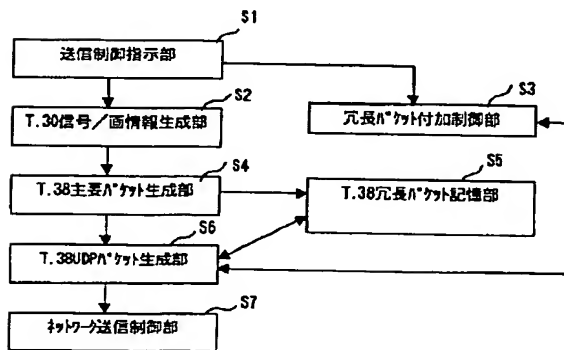 S1
送信制御指示部
S2
T.30信号／画情報生成部
S3
冗長パケット付加制御部
S4
T.38主要パケット生成部
S5
T.38冗長パケット記憶部
S6
T.38UDPパケット生成部
S7
ネットワーク送信制御部